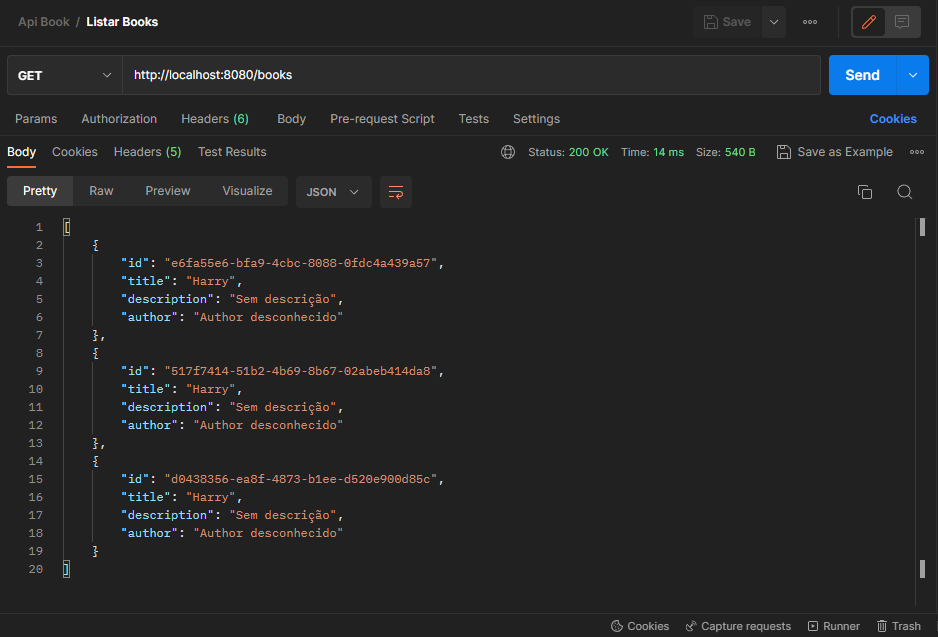 Api Book / Listar Books Save
GET http://localhost:8080/books Send
Params Authorization Headers (6) Body Pre-request Script Tests Settings Cookies
Body Cookies Headers (5) Test Results Status: 200 OK Time: 14 ms Size: 540 B Save as Example
Pretty Raw Preview Visualize JSON
1 [
2 {
3 "id": "e6fa55e6-bfa9-4cbc-8088-0fdc4a439a57",
4 "title": "Harry",
5 "description": "Sem descrição",
6 "author": "Author desconhecido"
7 },
8 {
9 "id": "517f7414-51b2-4b69-8b67-02abeb414da8",
10 "title": "Harry",
11 "description": "Sem descrição",
12 "author": "Author desconhecido"
13 },
14 {
15 "id": "d0438356-ea8f-4873-b1ee-d520e900d85c",
16 "title": "Harry",
17 "description": "Sem descrição",
18 "author": "Author desconhecido"
19 }
20 ]
Cookies Capture requests Runner Trash